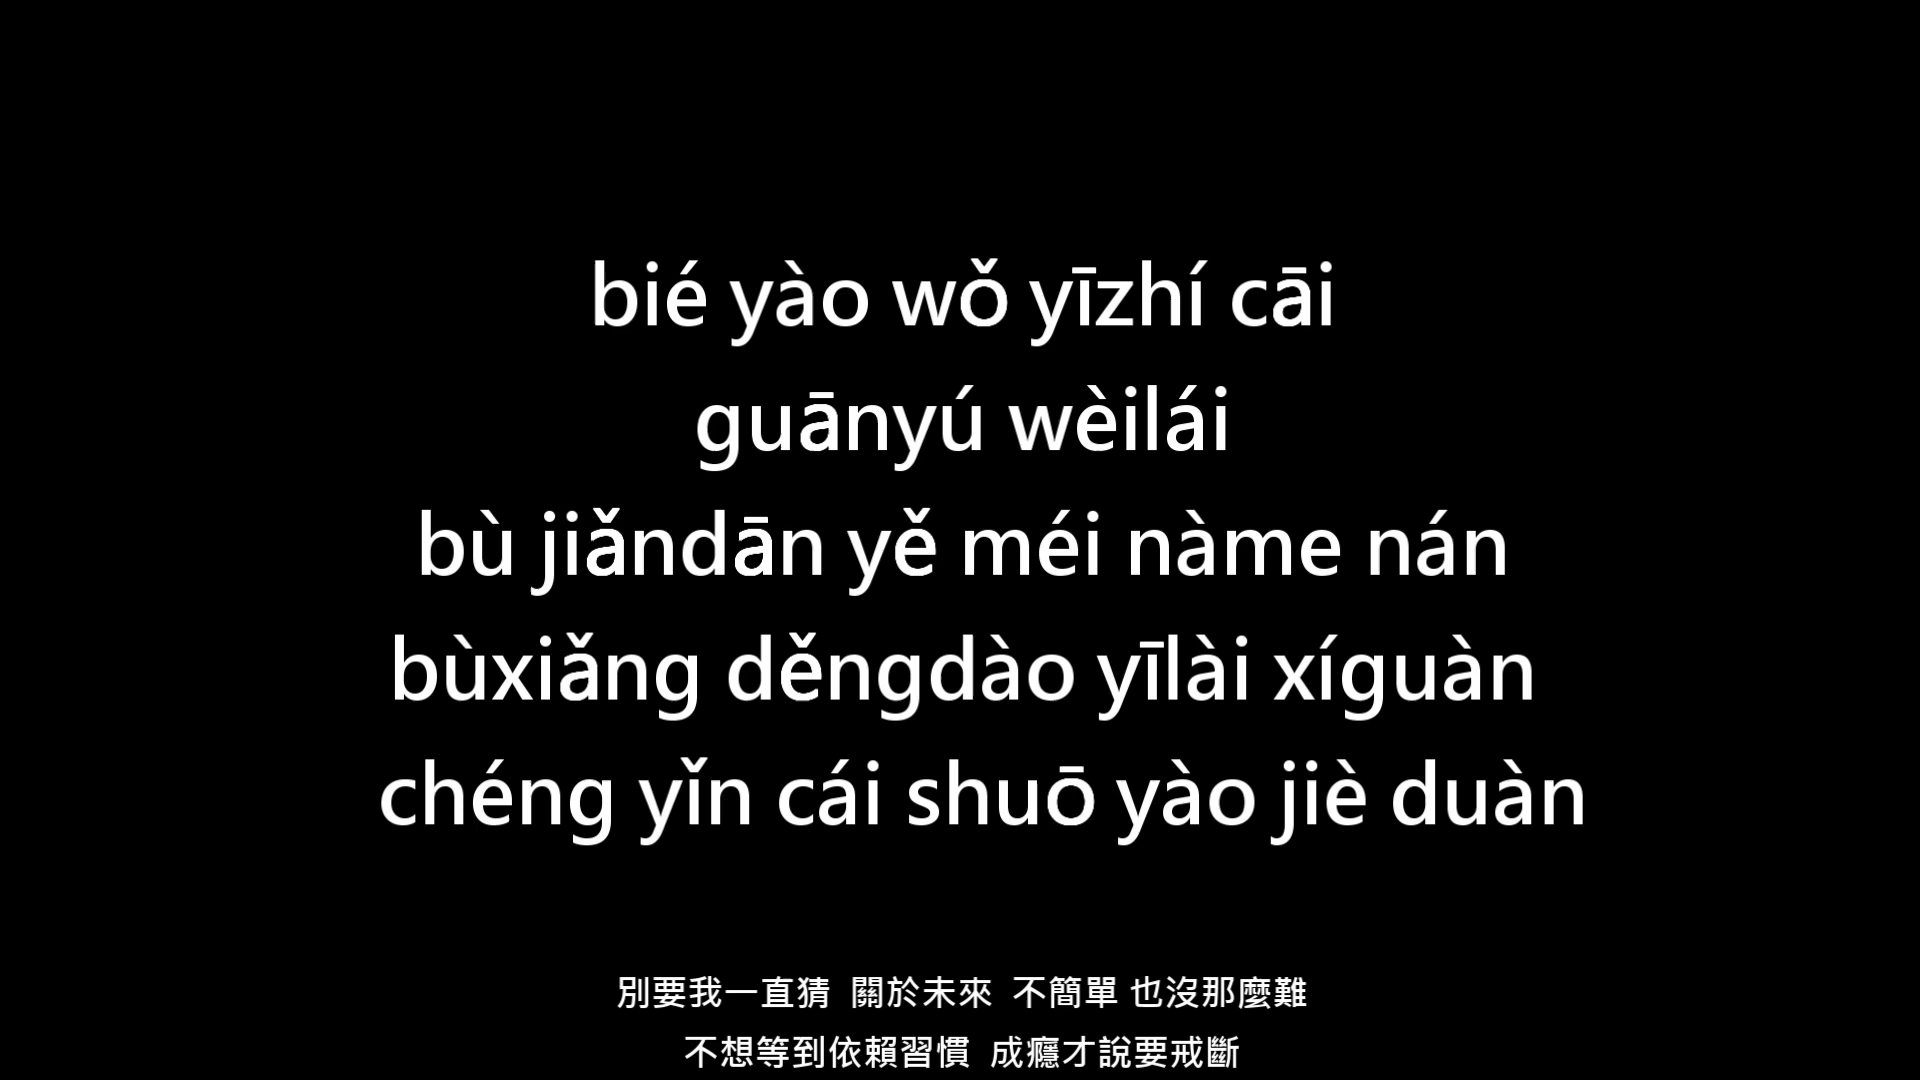 bié yào wǒ yīzhí cāi
guānyú wèilái
bù jiǎndān yě méi nàme nán
bùxiǎng děngdào yīlài xíguàn
chéng yǐn cái shuō yào jiè duàn
別要我一直猜 關於未來 不簡單 也沒那麼難
不想等到依賴習慣 成癮才說要戒斷